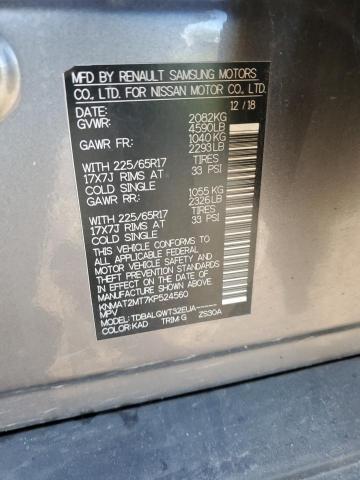 MFD BY RENAULT SAMSUNG MOTORS
CO., LTD. FOR NISSAN MOTOR CO., LTD.
DATE: 12/18
GVWR: 2082KG
4590LB
GAWR FR: 1040KG
2293LB
WITH 225/65R17 TIRES
17X7J RIMS AT 33 PSI
COLD SINGLE
GAWR RR: 1055KG
2326LB
WITH 225/65R17 TIRES
17X7J RIMS AT 33 PSI
COLD SINGLE
THIS VEHICLE CONFORMS TO ALL
APPLICABLE U.S. FEDERAL MOTOR
VEHICLE SAFETY, BUMPER, AND
THEFT PREVENTION STANDARDS
IN EFFECT ON THE DATE OF
MANUFACTURE SHOWN ABOVE.
KNMAT2MT7KP524560
MPV
MODEL: TDBALQWT32EUA-----
COLOR: KAD TRIM: G ZS30A